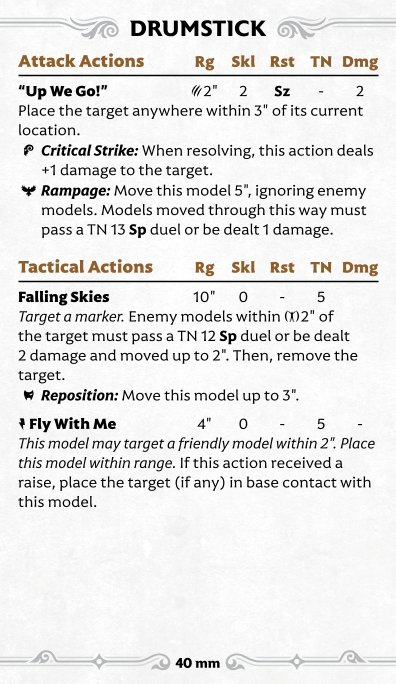 DRUMSTICK
Attack Actions Rg Skl Rst TN Dmg
“Up We Go!” 2" 2 Sz - 2
Place the target anywhere within 3" of its current
location.
Critical Strike: When resolving, this action deals
+1 damage to the target.
Rampage: Move this model 5", ignoring enemy
models. Models moved through this way must
pass a TN 13 Sp duel or be dealt 1 damage.
Tactical Actions Rg Skl Rst TN Dmg
Falling Skies 10" 0 - 5
Target a marker. Enemy models within 2" of
the target must pass a TN 12 Sp duel or be dealt
2 damage and moved up to 2". Then, remove the
target.
Reposition: Move this model up to 3".
Fly With Me 4" 0 - 5 -
This model may target a friendly model within 2". Place
this model within range. If this action received a
raise, place the target (if any) in base contact with
this model.
40 mm